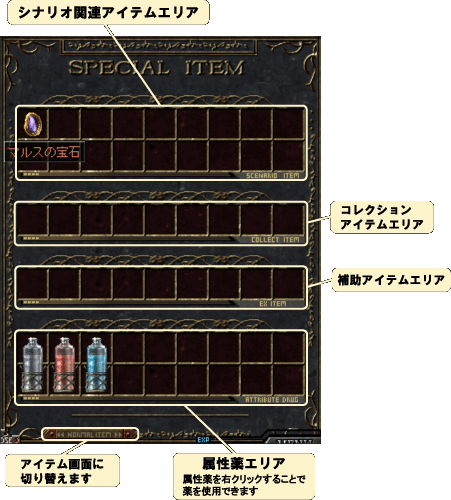 シナリオ関連アイテムエリア
SPECIAL ITEM
マルスの宝石
SCENARIO ITEM
コレクション
アイテムエリア
COLLECT ITEM
補助アイテムエリア
EX ITEM
ATTRIBUTE DRUG
NORMAL ITEM
EXP
アイテム画面に
切り替えます
属性薬エリア
属性薬を右クリックすることで
薬を使用できます